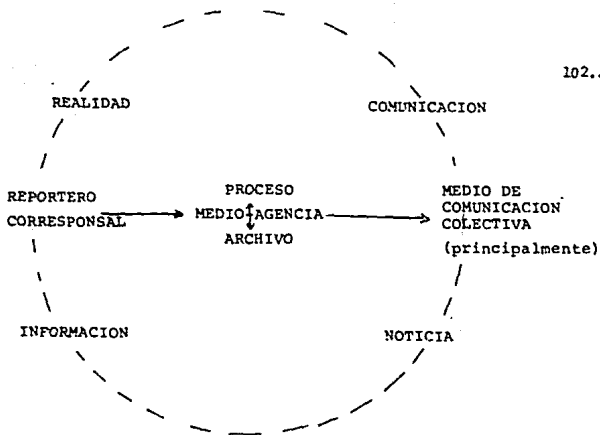 102..
REALIDAD
COMUNICACION
REPORTERO
CORRESPONSAL
PROCESO
MEDIO-AGENCIA
ARCHIVO
MEDIO DE
COMUNICACION
COLECTIVA
(principalmente)
INFORMACION
NOTICIA